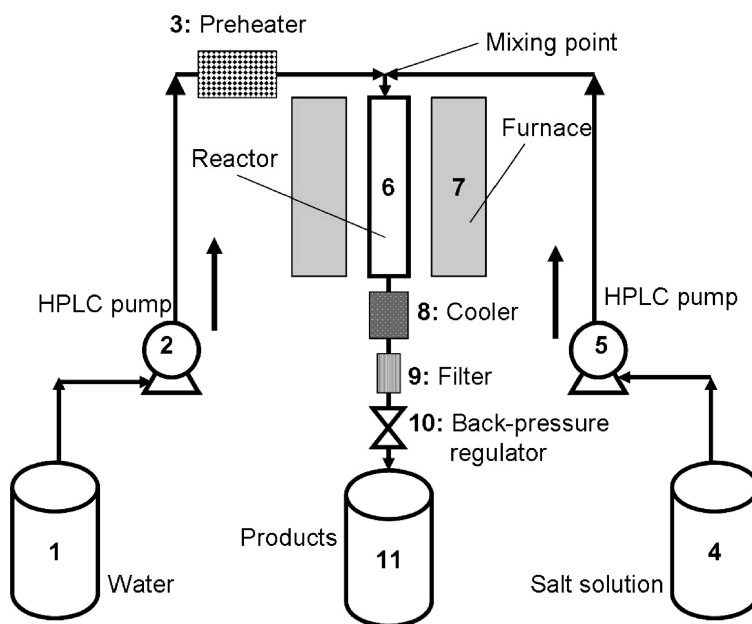 3: Preheater
Mixing point
Furnace
Reactor
6
7
HPLC pump
HPLC pump
8: Cooler
2
5
9: Filter
10: Back-pressure
regulator
Products
1
11
4
Water
Salt solution